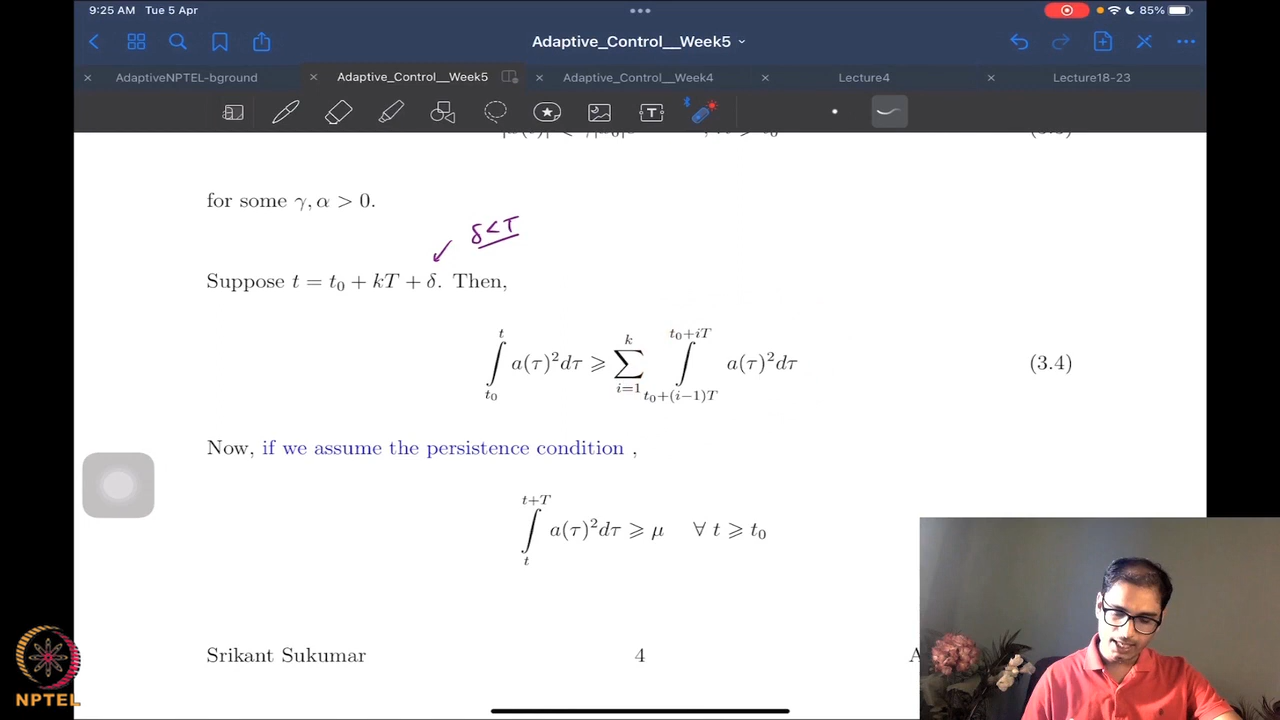 9:25 AM Tue 5 Apr
85%
Adaptive_Control__Week5
AdaptiveNPTEL-bground
Adaptive_Control__Week5
Adaptive_Control__Week4
Lecture4
Lecture18-23
for some γ, α > 0.
δ < T
Suppose t = t₀ + kT + δ. Then,
∫_{t₀}^{t} a(τ)²dτ ⩾ ∑_{i=1}^{k} ∫_{t₀+(i−1)T}^{t₀+iT} a(τ)²dτ (3.4)
Now, if we assume the persistence condition ,
∫_{t}^{t+T} a(τ)²dτ ⩾ μ ∀ t ⩾ t₀
Srikant Sukumar 4 A
NPTEL